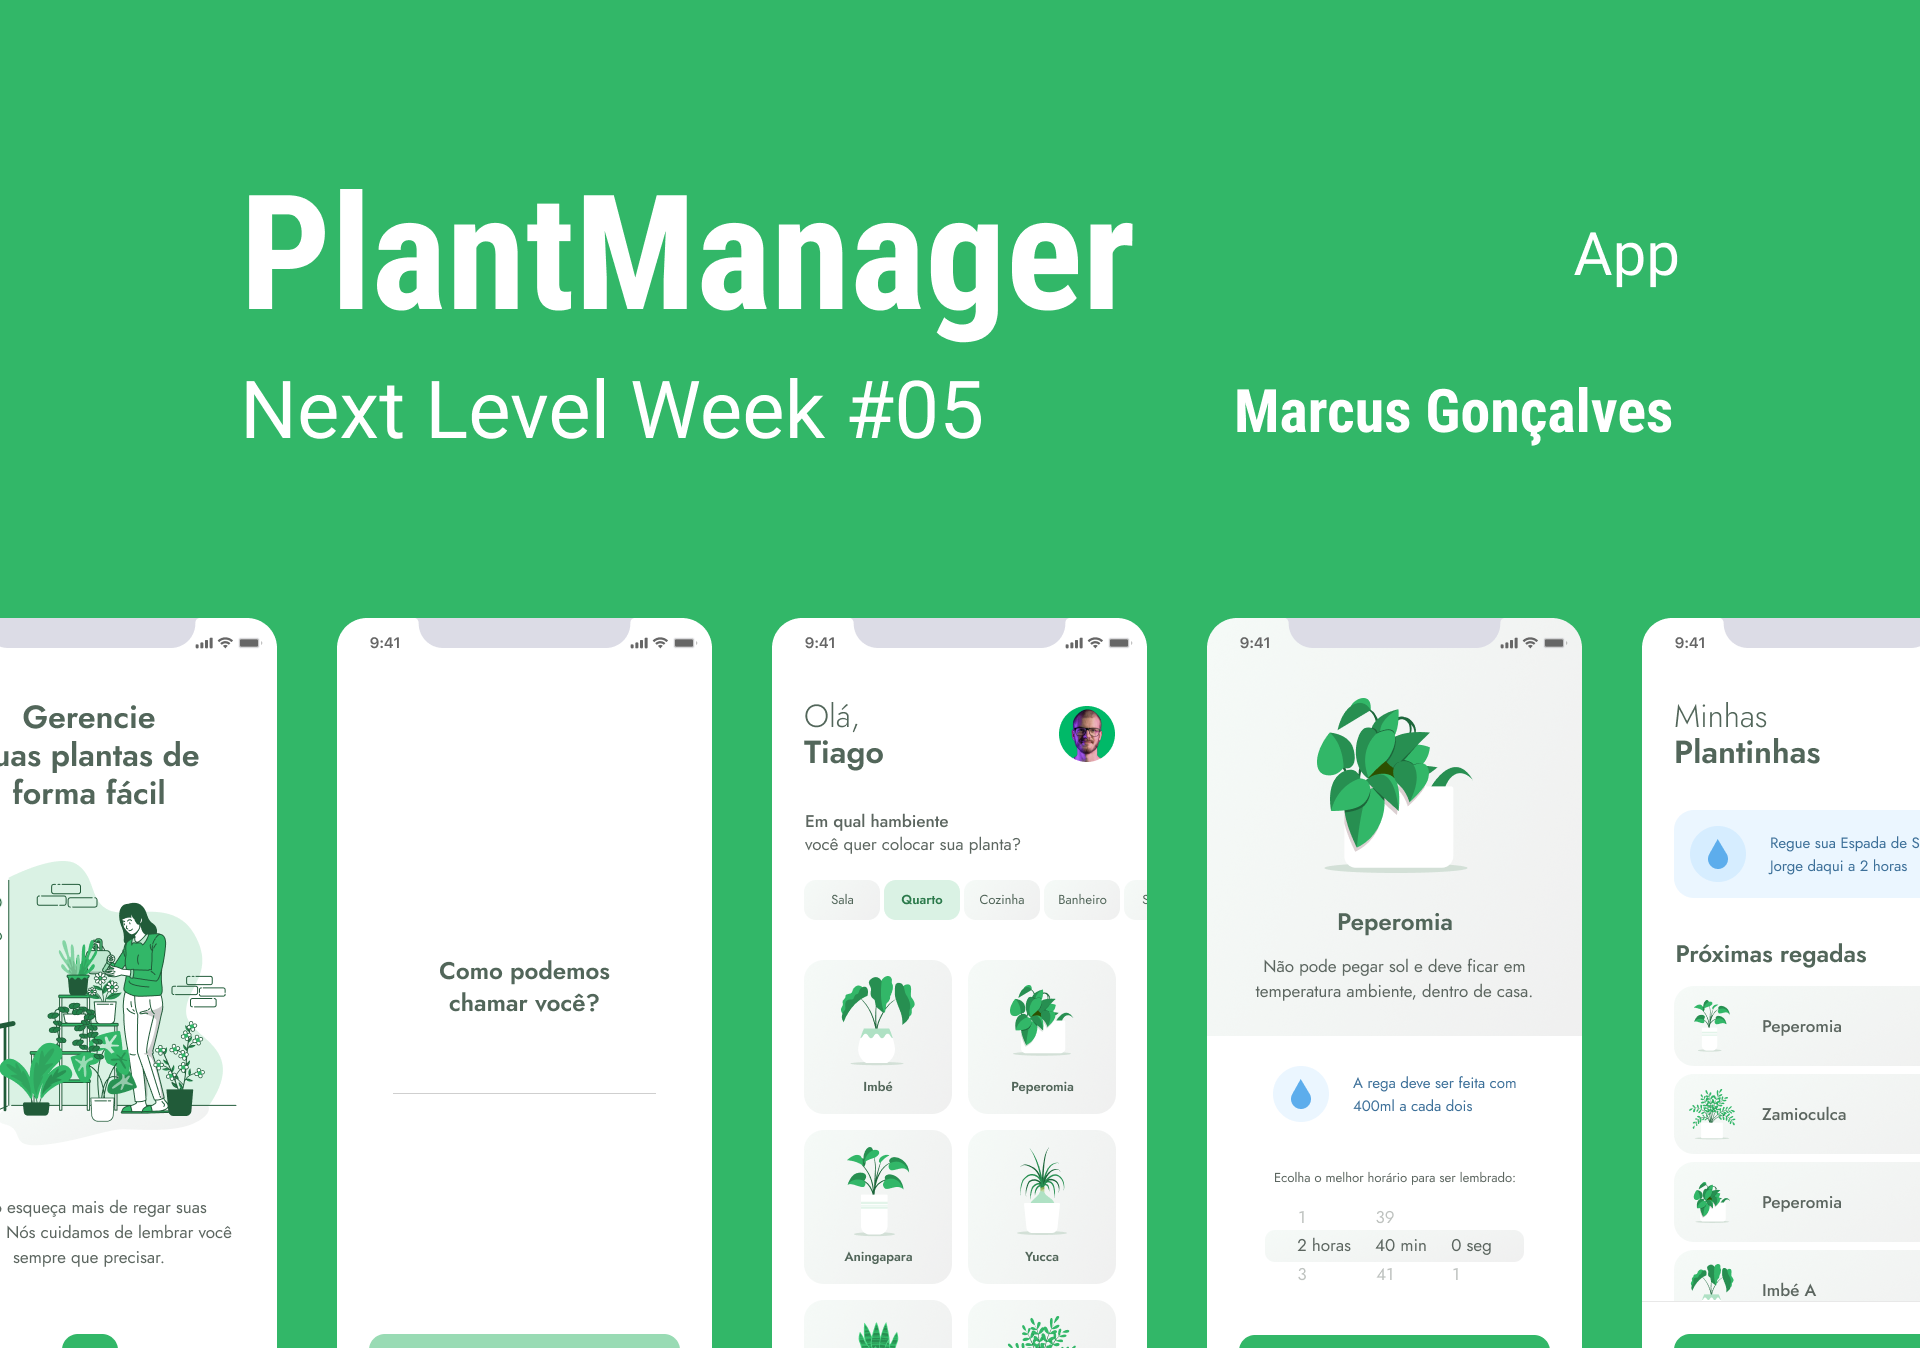 PlantManager
App
Next Level Week #05
Marcus Gonçalves
Gerencie
uas plantas de
forma fácil
esqueça mais de regar suas
Nós cuidamos de lembrar você
sempre que precisar.
9:41
Como podemos
chamar você?
9:41
Olá,
Tiago
Em qual hambiente
você quer colocar sua planta?
Sala Quarto Cozinha Banheiro S
Imbé Peperomia
Aningapara Yucca
9:41
Peperomia
Não pode pegar sol e deve ficar em
temperatura ambiente, dentro de casa.
A rega deve ser feita com
400ml a cada dois
Ecolha o melhor horário para ser lembrado:
1 39
2 horas 40 min 0 seg
3 41 1
9:41
Minhas
Plantinhas
Regue sua Espada de S
Jorge daqui a 2 horas
Próximas regadas
Peperomia
Zamioculca
Peperomia
Imbé A